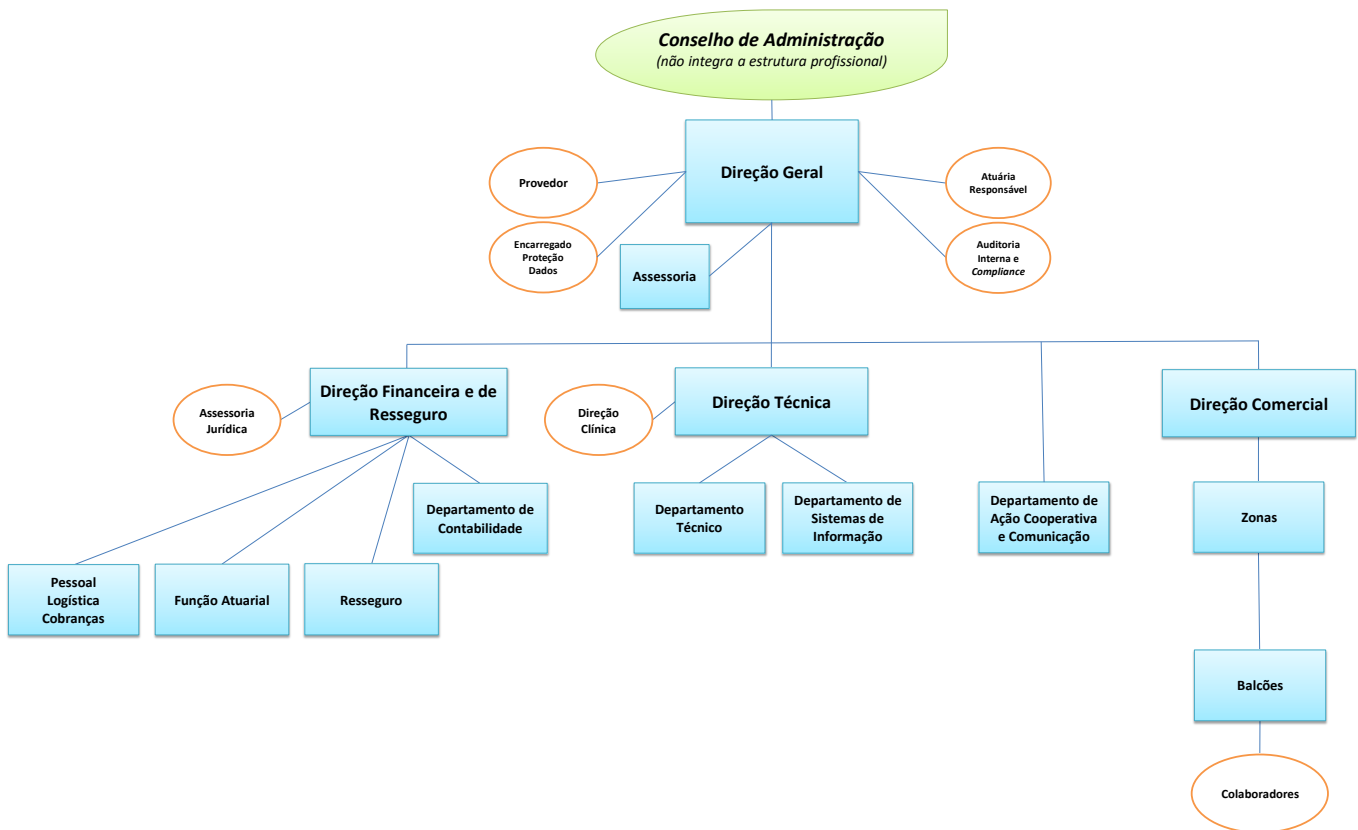 Conselho de Administração
(não integra a estrutura profissional)
Direção Geral
Provedor
Atuária
Responsável
Encarregado
Proteção
Dados
Assessoria
Auditoria
Interna e
Compliance
Direção Financeira e de
Resseguro
Assessoria
Jurídica
Direção Técnica
Direção
Clínica
Direção Comercial
Departamento de
Contabilidade
Departamento
Técnico
Departamento de
Sistemas de
Informação
Departamento de
Ação Cooperativa
e Comunicação
Zonas
Pessoal
Logística
Cobranças
Função Atuarial
Resseguro
Balcões
Colaboradores